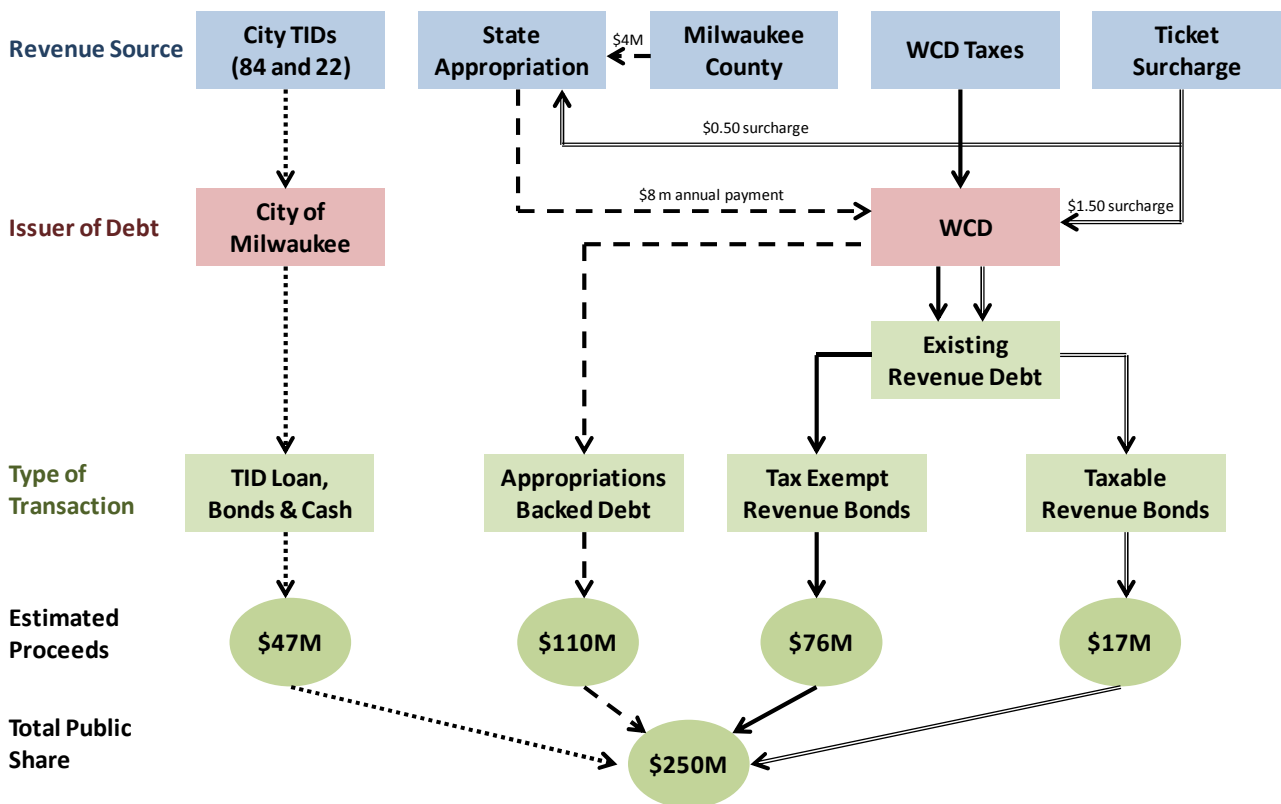 Revenue Source
City TIDs
(84 and 22)
State
Appropriation
$4M
Milwaukee
County
WCD Taxes
Ticket
Surcharge
$0.50 surcharge
Issuer of Debt
City of
Milwaukee
$8 m annual payment
WCD
$1.50 surcharge
Existing
Revenue Debt
Type of
Transaction
TID Loan,
Bonds & Cash
Appropriations
Backed Debt
Tax Exempt
Revenue Bonds
Taxable
Revenue Bonds
Estimated
Proceeds
$47M
$110M
$76M
$17M
Total Public
Share
$250M